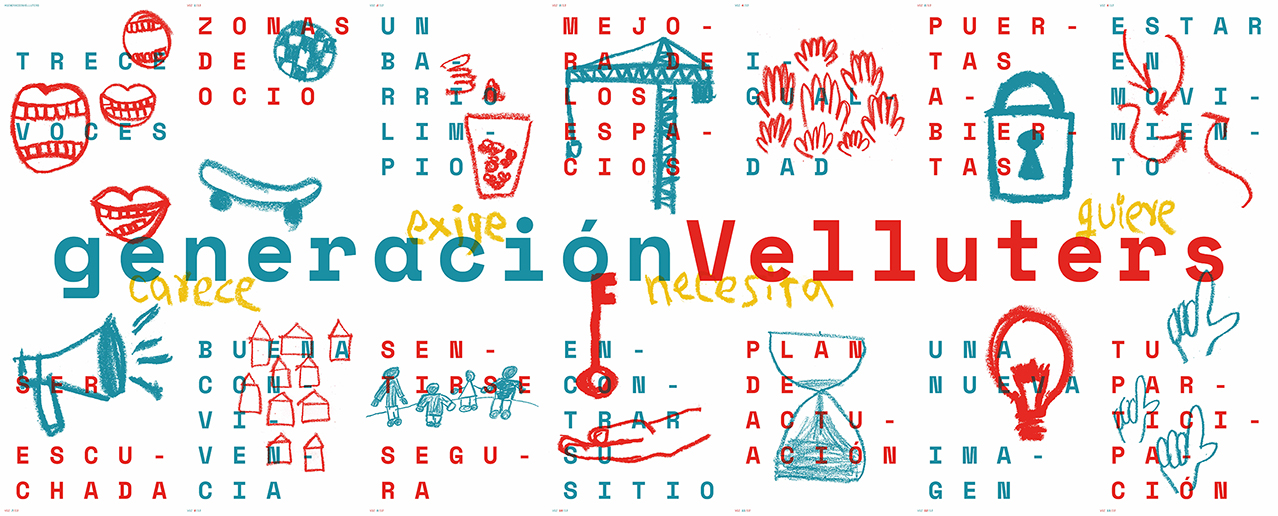 TRECE
VOCES
ZONAS
DE
OCIO
UN
BA-
RRIO
LIM-
PIO
MEJO-
RA DE
LOS-
ESPA-
CIOS
I-
GUAL-
DAD
PUER-
TAS
A-
BIER-
TAS
ESTAR
EN
MOVI-
MIEN-
TO
exige
quiere
generaciónVelluters
carece
necesita
SER
ESCU-
CHADA
BUENA
CON-
VI-
VEN-
CIA
SEN-
TIRSE
SEGU-
RA
EN-
CON-
TRAR
SU
SITIO
PLAN
DE
ACTU-
ACIÓN
UNA
NUEVA
IMA-
GEN
TU
PAR-
TICI-
PA-
CIÓN